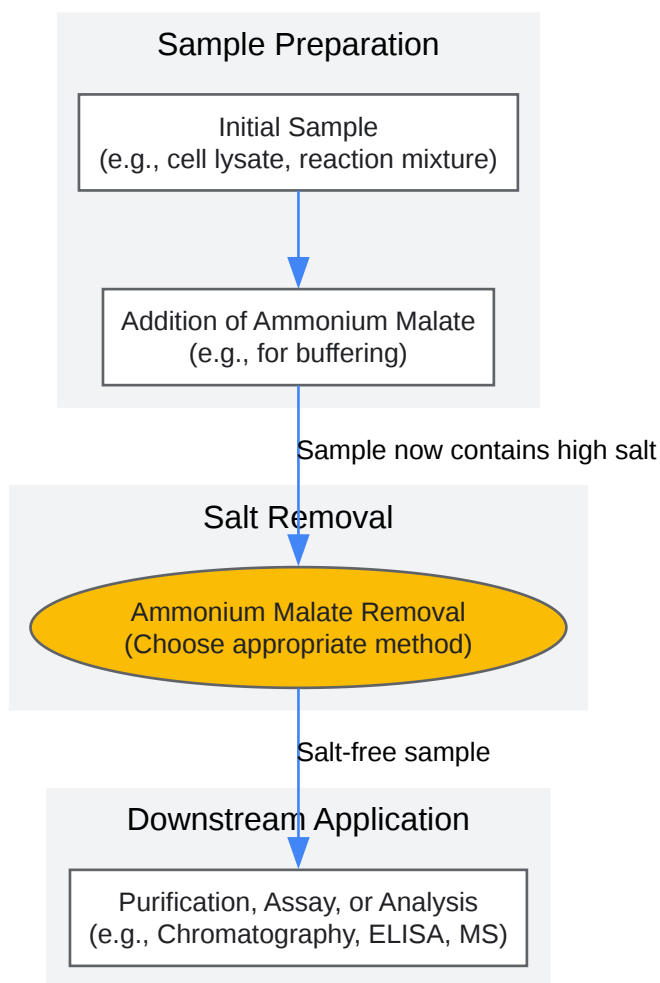 Sample Preparation
Initial Sample
(e.g., cell lysate, reaction mixture)
Addition of Ammonium Malate
(e.g., for buffering)
Sample now contains high salt
Salt Removal
Ammonium Malate Removal
(Choose appropriate method)
Salt-free sample
Downstream Application
Purification, Assay, or Analysis
(e.g., Chromatography, ELISA, MS)